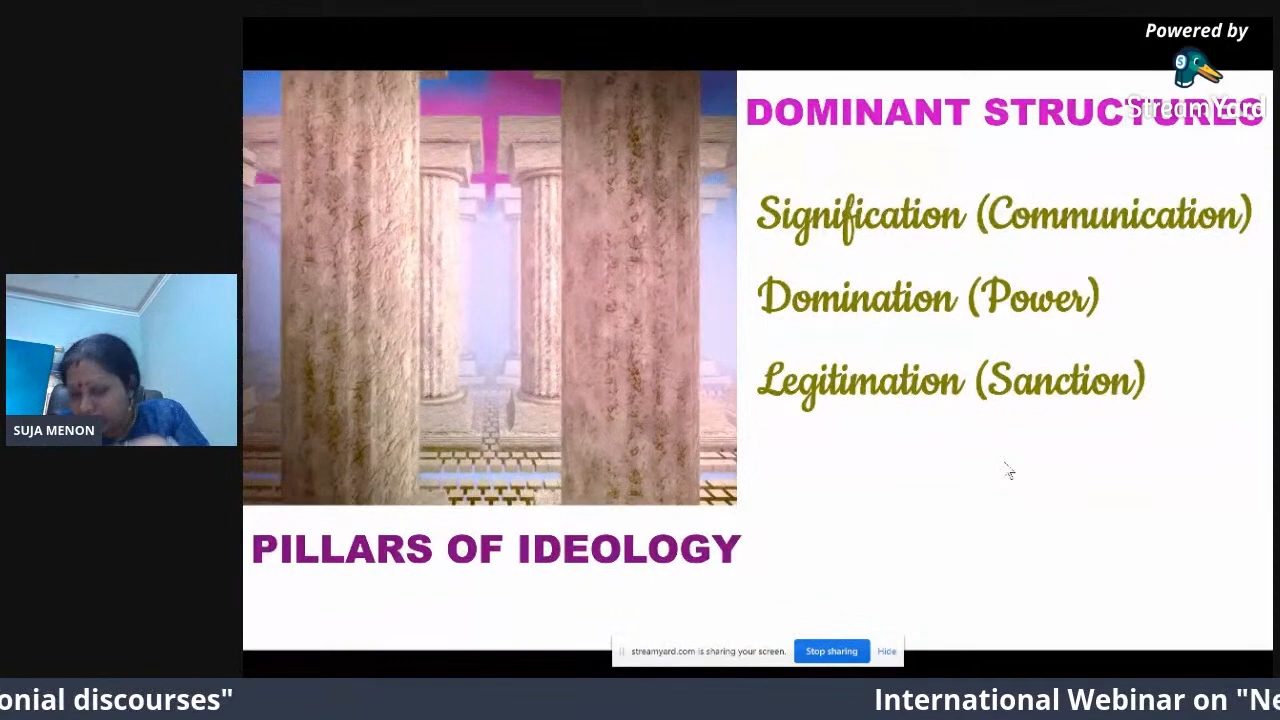 Powered by
StreamYard
DOMINANT STRUCTURES
Signification (Communication)
Domination (Power)
Legitimation (Sanction)
SUJA MENON
PILLARS OF IDEOLOGY
streamyard.com is sharing your screen.
Stop sharing
Hide
onial discourses"
International Webinar on "Ne